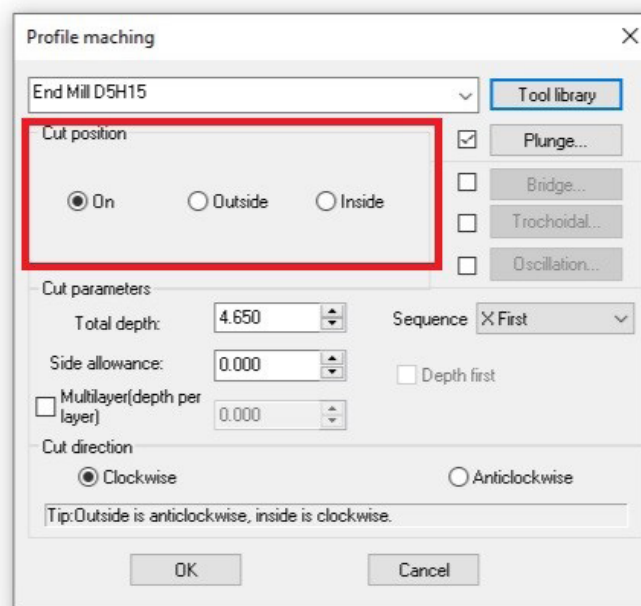 Profile maching
End Mill D5H15
Tool library
Cut position
Plunge...
On Outside Inside
Bridge...
Trochoidal...
Oscillation...
Cut parameters
Total depth: 4.650 Sequence X First
Side allowance: 0.000 Depth first
Multilayer(depth per
layer) 0.000
Cut direction
Clockwise Anticlockwise
Tip:Outside is anticlockwise, inside is clockwise.
OK Cancel